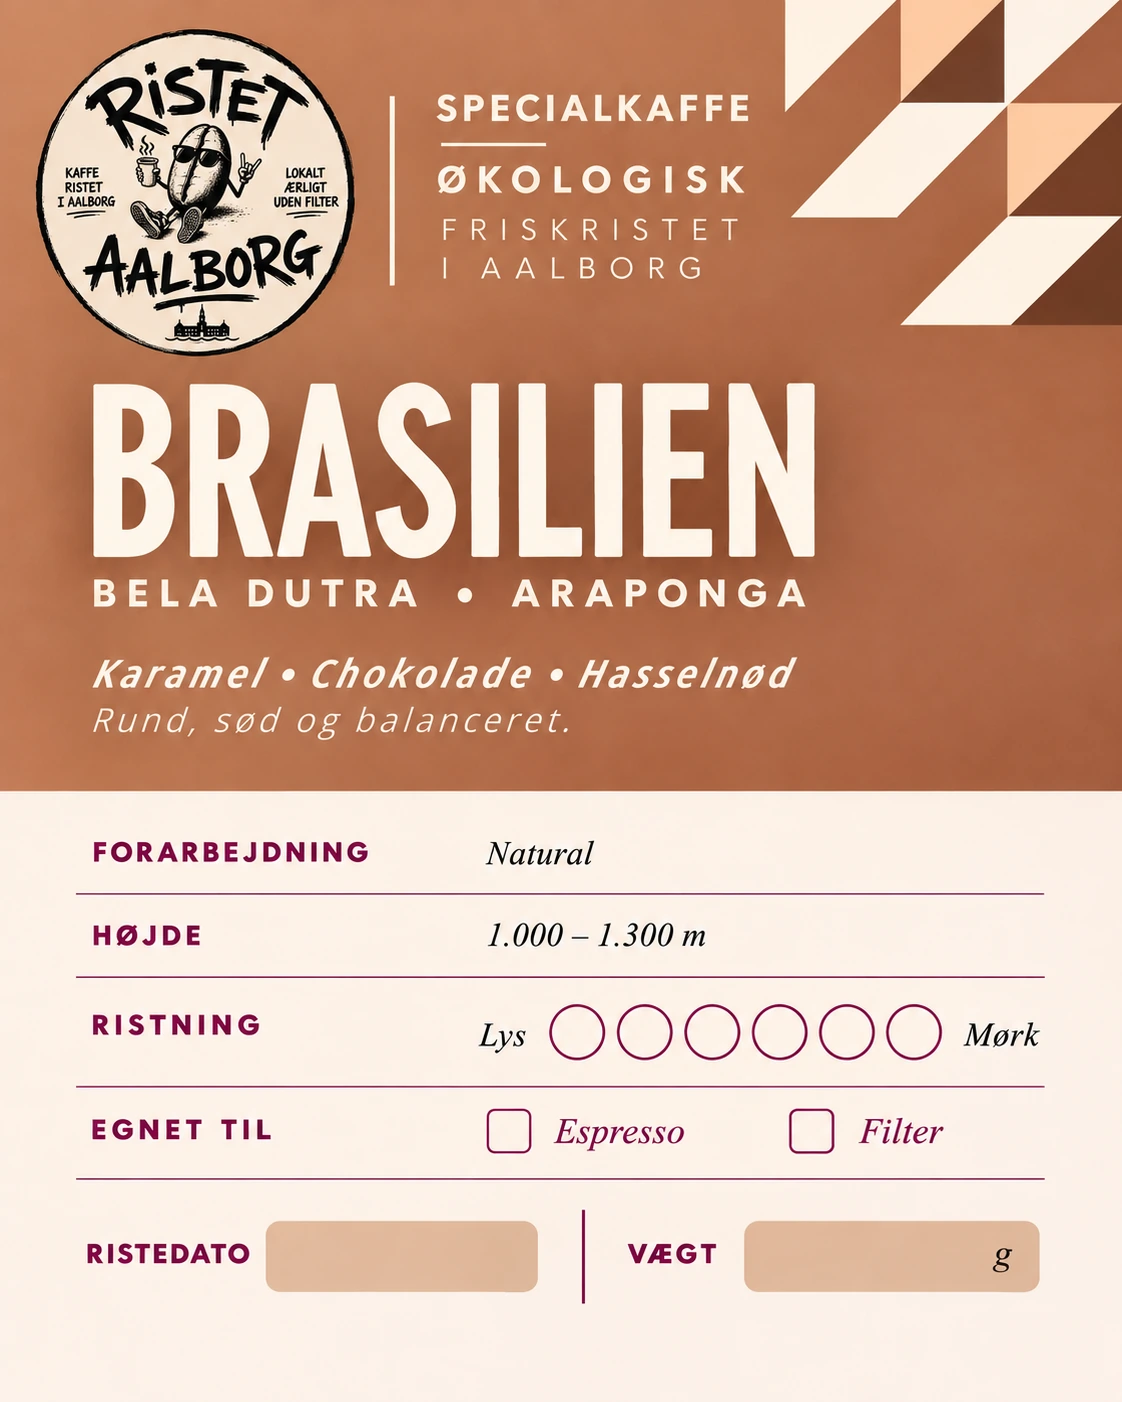 RISTET
KAFFE
RISTET
I AALBORG
LOKALT
ÆRLIGT
UDEN FILTER
AALBORG
SPECIALKAFFE
ØKOLOGISK
FRISKRISTET
I AALBORG
BRASILIEN
BELA DUTRA • ARAPONGA
Karamel • Chokolade • Hasselnød
Rund, sød og balanceret.
FORARBEJDNING Natural
HØJDE 1.000 – 1.300 m
RISTNING Lys Mørk
EGNET TIL Espresso Filter
RISTEDATO VÆGT g